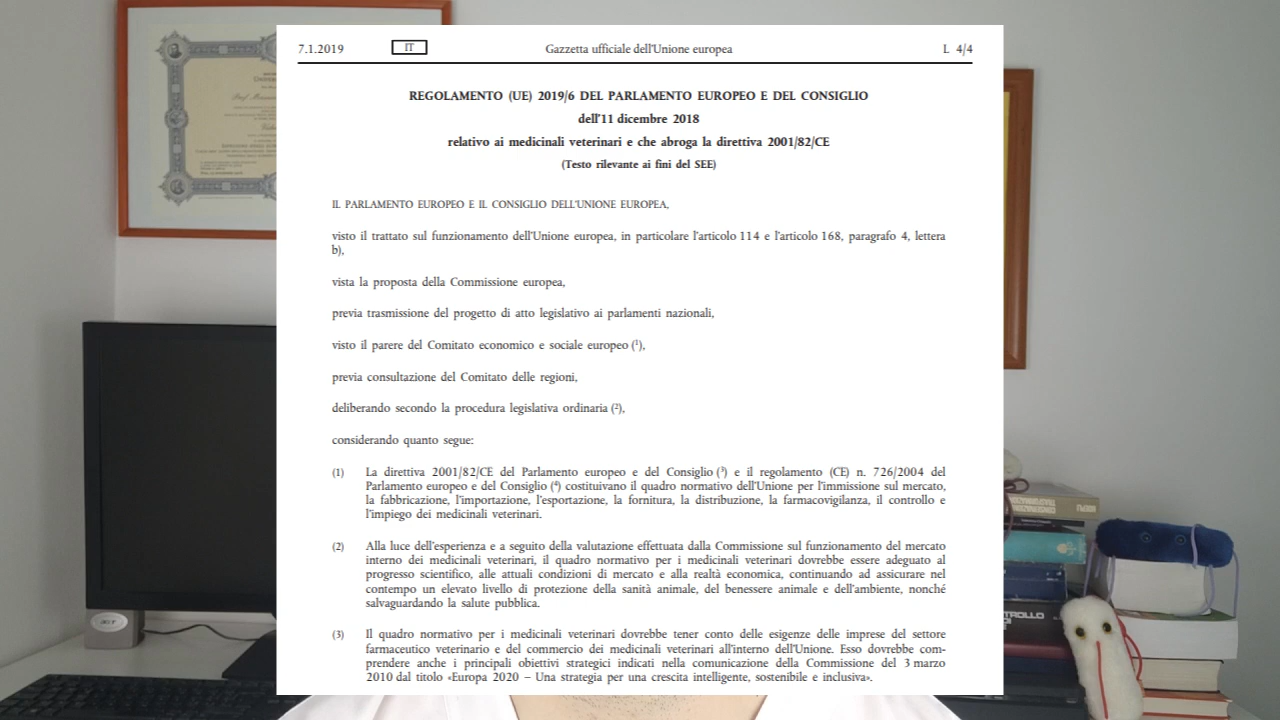 7.1.2019 IT Gazzetta ufficiale dell'Unione europea L 4/4
REGOLAMENTO (UE) 2019/6 DEL PARLAMENTO EUROPEO E DEL CONSIGLIO
dell'11 dicembre 2018
relativo ai medicinali veterinari e che abroga la direttiva 2001/82/CE
(Testo rilevante ai fini del SEE)
IL PARLAMENTO EUROPEO E IL CONSIGLIO DELL'UNIONE EUROPEA,
visto il trattato sul funzionamento dell'Unione europea, in particolare l'articolo 114 e l'articolo 168, paragrafo 4, lettera
b),
vista la proposta della Commissione europea,
previa trasmissione del progetto di atto legislativo ai parlamenti nazionali,
visto il parere del Comitato economico e sociale europeo (¹),
previa consultazione del Comitato delle regioni,
deliberando secondo la procedura legislativa ordinaria (²),
considerando quanto segue:
(1) La direttiva 2001/82/CE del Parlamento europeo e del Consiglio (³) e il regolamento (CE) n. 726/2004 del
Parlamento europeo e del Consiglio (⁴) costituivano il quadro normativo dell'Unione per l'immissione sul mercato,
la fabbricazione, l'importazione, l'esportazione, la fornitura, la distribuzione, la farmacovigilanza, il controllo e
l'impiego dei medicinali veterinari.
(2) Alla luce dell'esperienza e a seguito della valutazione effettuata dalla Commissione sul funzionamento del mercato
interno dei medicinali veterinari, il quadro normativo per i medicinali veterinari dovrebbe essere adeguato al
progresso scientifico, alle attuali condizioni di mercato e alla realtà economica, continuando ad assicurare nel
contempo un elevato livello di protezione della sanità animale, del benessere animale e dell'ambiente, nonché
salvaguardando la salute pubblica.
(3) Il quadro normativo per i medicinali veterinari dovrebbe tener conto delle esigenze delle imprese del settore
farmaceutico veterinario e del commercio dei medicinali veterinari all'interno dell'Unione. Esso dovrebbe com-
prendere anche i principali obiettivi strategici indicati nella comunicazione della Commissione del 3 marzo
2010 dal titolo «Europa 2020 – Una strategia per una crescita intelligente, sostenibile e inclusiva».
acer